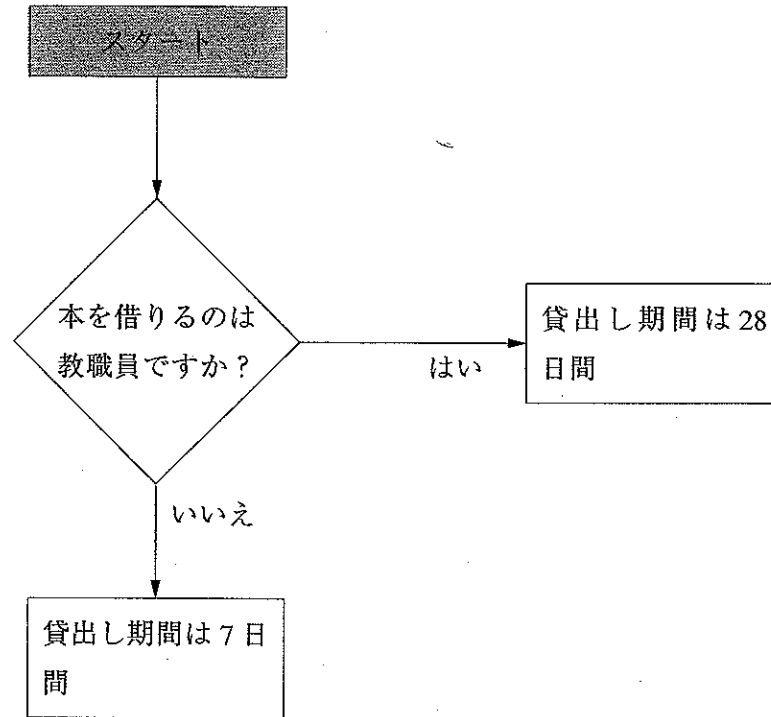 スタート
本を借りるのは
教職員ですか？
はい
貸出し期間は 28
日間
いいえ
貸出し期間は 7 日
間